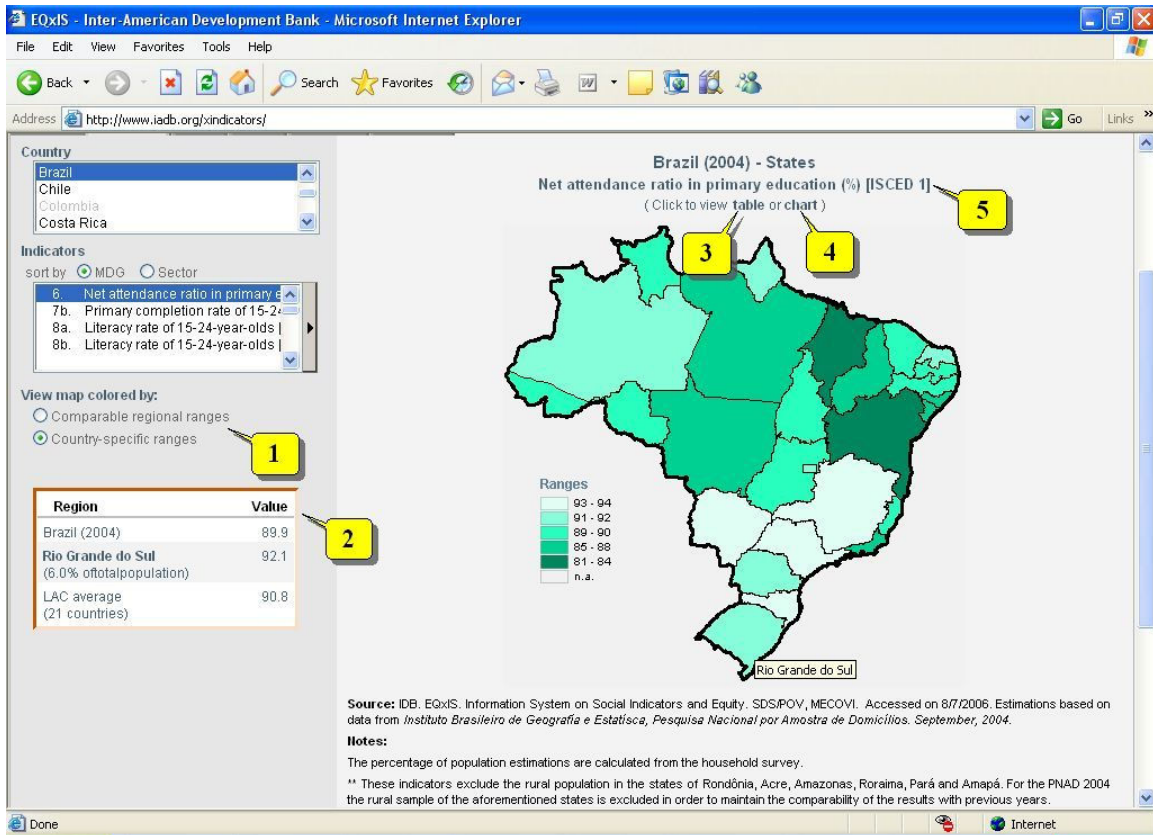 EQxIS - Inter-American Development Bank - Microsoft Internet Explorer
File Edit View Favorites Tools Help
Back Search Favorites
Address http://www.iadb.org/xindicators/ Go Links »
Country
Brazil
Chile
Colombia
Costa Rica
Indicators
sort by MDG Sector
6. Net attendance ratio in primary e
7b. Primary completion rate of 15-24
8a. Literacy rate of 15-24-year-olds |
8b. Literacy rate of 15-24-year-olds |
View map colored by:
Comparable regional ranges
Country-specific ranges
1
Region Value
Brazil (2004) 89.9
Rio Grande do Sul 92.1
(6.0% oftotalpopulation)
LAC average 90.8
(21 countries)
2
Brazil (2004) - States
Net attendance ratio in primary education (%) [ISCED 1]
( Click to view table or chart )
3
4
5
Ranges
93 - 94
91 - 92
89 - 90
85 - 88
81 - 84
n.a.
Rio Grande do Sul
Source: IDB. EQxIS. Information System on Social Indicators and Equity. SDS/POV, MECOVI. Accessed on 8/7/2006. Estimations based on
data from Instituto Brasileiro de Geografia e Estatísca, Pesquisa Nacional por Amostra de Domicílios. September, 2004.
Notes:
The percentage of population estimations are calculated from the household survey.
** These indicators exclude the rural population in the states of Rondônia, Acre, Amazonas, Roraima, Pará and Amapá. For the PNAD 2004
the rural sample of the aforementioned states is excluded in order to maintain the comparability of the results with previous years.
Done Internet